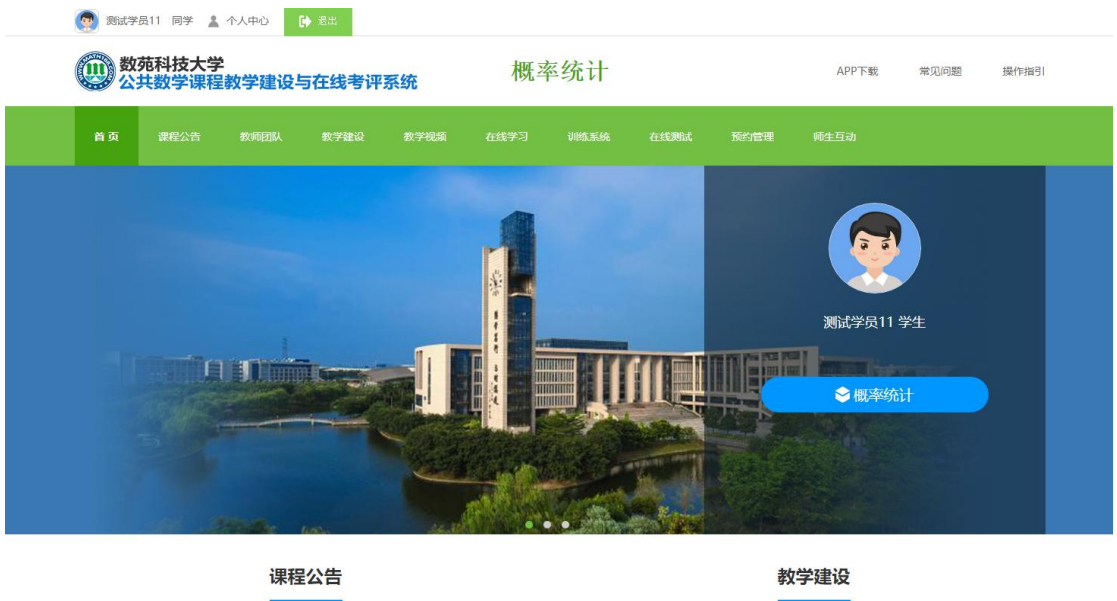 测试学员11 同学 个人中心 退出
数苑科技大学
公共数学课程教学建设与在线考评系统
概率统计
APP下载 常见问题 操作指引
首页 课程公告 教师团队 教学建设 教学视频 在线学习 训练系统 在线测试 预约管理 师生互动
测试学员11 学生
概率统计
课程公告 教学建设